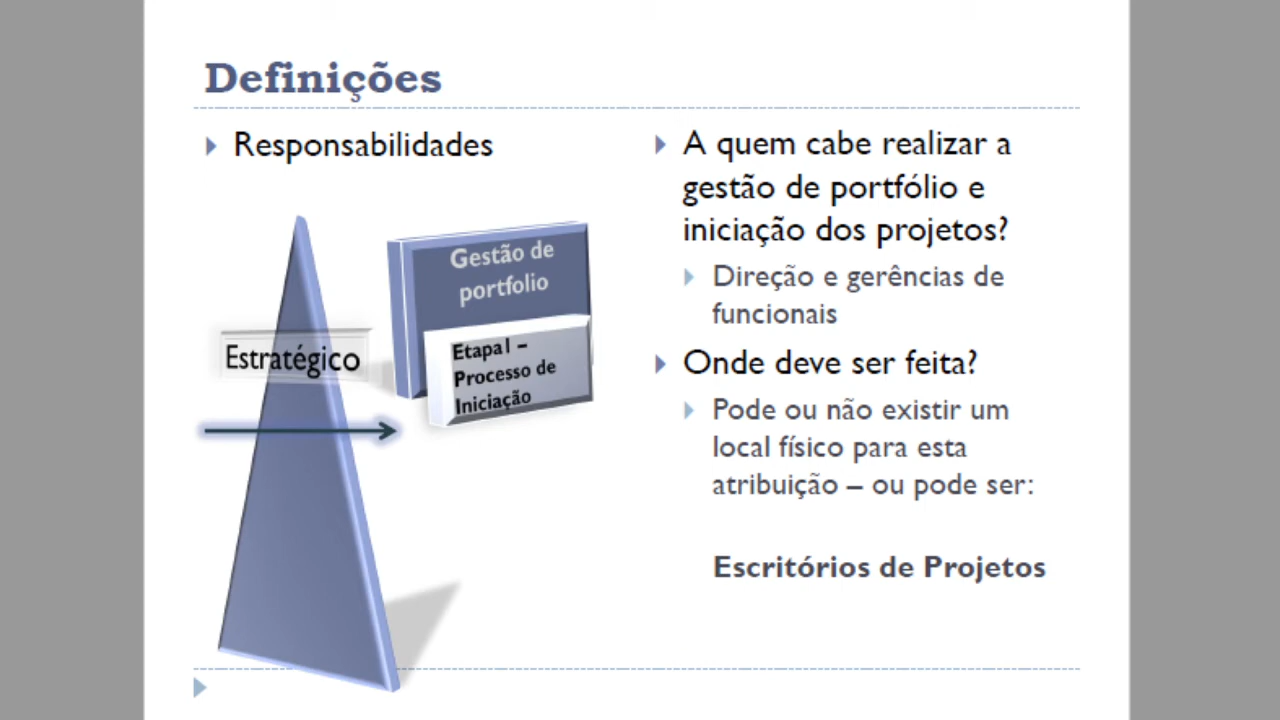 Definições
Responsabilidades
Estratégico
Gestão de
portfolio
Etapa1 –
Processo de
Iniciação
A quem cabe realizar a
gestão de portfólio e
iniciação dos projetos?
Direção e gerências de
funcionais
Onde deve ser feita?
Pode ou não existir um
local físico para esta
atribuição – ou pode ser:
Escritórios de Projetos